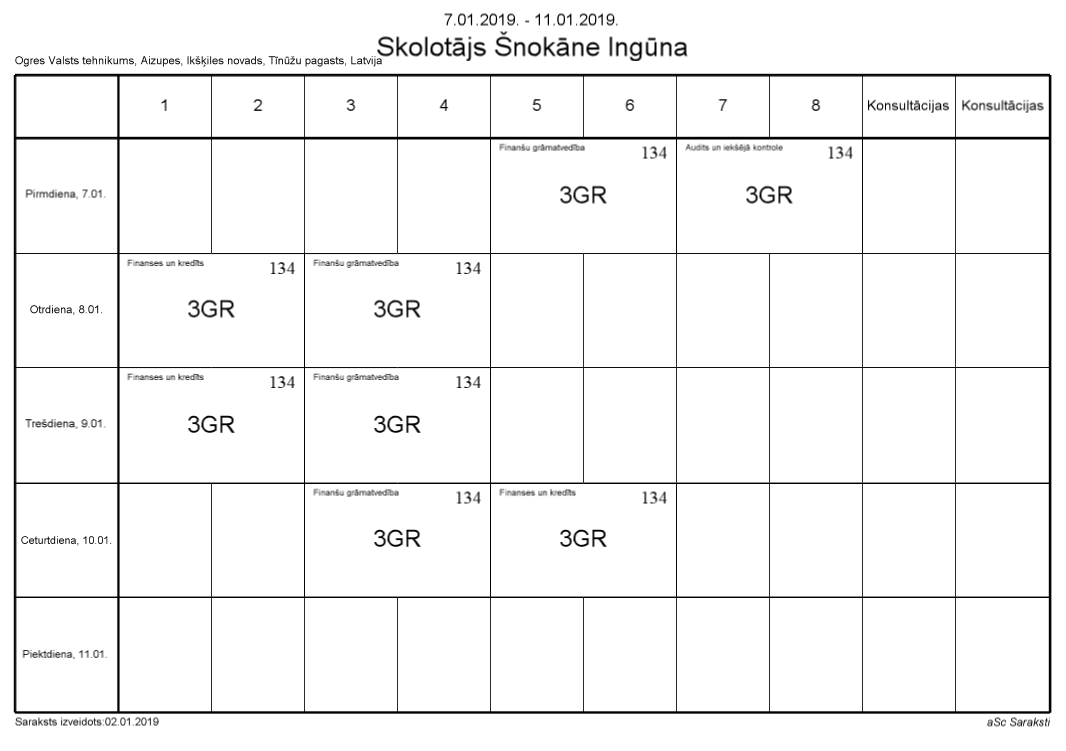 7.01.2019. - 11.01.2019.
Skolotājs Šnokāne Ingūna
Ogres Valsts tehnikums, Aizupes, Ikšķiles novads, Tīnūžu pagasts, Latvija
1 2 3 4 5 6 7 8 Konsultācijas Konsultācijas
Pirmdiena, 7.01.
Finanšu grāmatvedība 134
3GR
Audits un iekšējā kontrole 134
3GR
Otrdiena, 8.01.
Finanses un kredīts 134
3GR
Finanšu grāmatvedība 134
3GR
Trešdiena, 9.01.
Finanses un kredīts 134
3GR
Finanšu grāmatvedība 134
3GR
Ceturtdiena, 10.01.
Finanšu grāmatvedība 134
3GR
Finanses un kredīts 134
3GR
Piektdiena, 11.01.
Saraksts izveidots:02.01.2019
aSc Saraksti